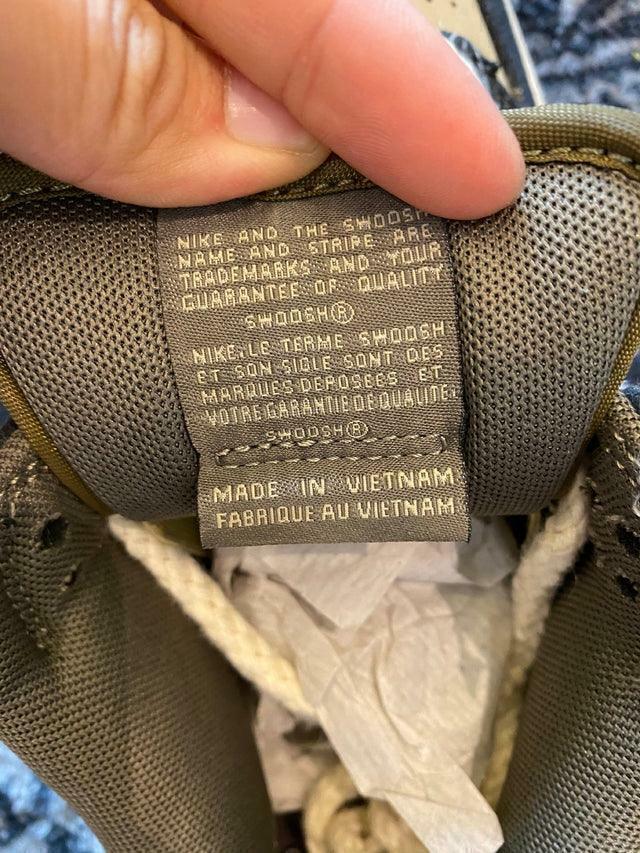 NIKE AND THE SWOOSH
NAME AND STRIPE ARE
TRADEMARKS AND YOUR
GUARANTEE OF QUALITY
SWOOSH®
NIKE, LE TERME SWOOSH
ET SON SIGLE SONT DES
MARQUES DEPOSEES ET
VOTRE GARANTIE DE QUALITE.
SWOOSH®
MADE IN VIETNAM
FABRIQUE AU VIETNAM